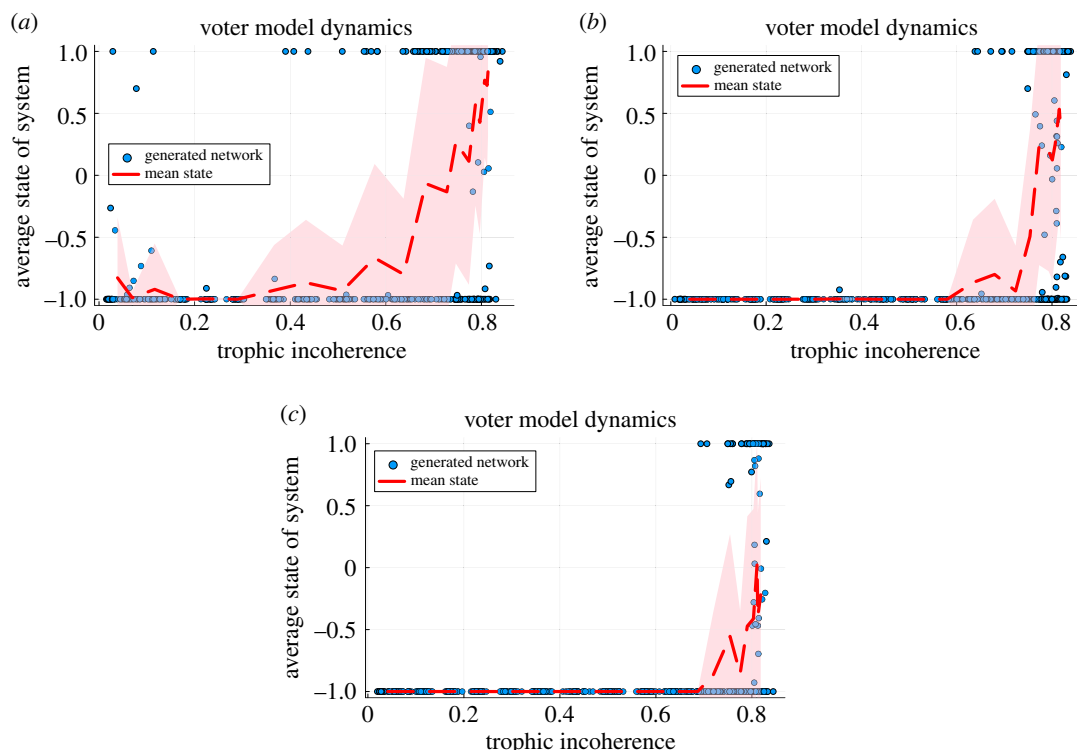 (a)
voter model dynamics
1.0
0.5
0
−0.5
−1.0
average state of system
generated network
mean state
0 0.2 0.4 0.6 0.8
trophic incoherence
(b)
voter model dynamics
1.0
0.5
0
−0.5
−1.0
average state of system
generated network
mean state
0 0.2 0.4 0.6 0.8
trophic incoherence
(c)
voter model dynamics
1.0
0.5
0
−0.5
−1.0
average state of system
generated network
mean state
0 0.2 0.4 0.6 0.8
trophic incoherence